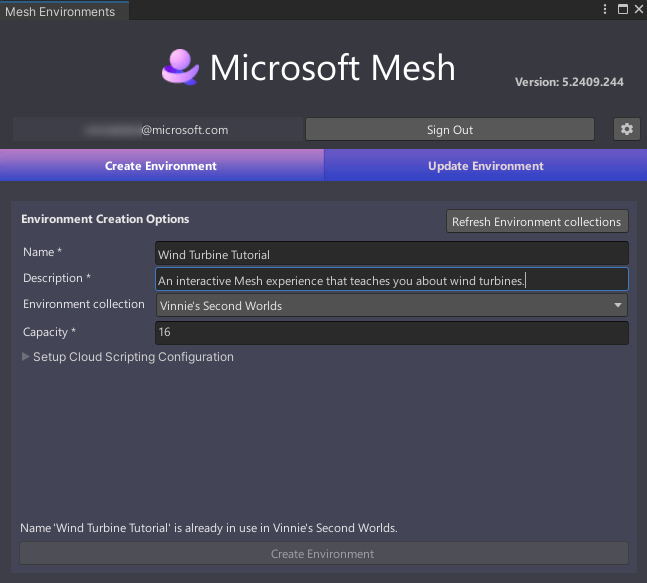 Mesh Environments
Microsoft Mesh
Version: 5.2409.244
@microsoft.com
Sign Out
Create Environment
Update Environment
Environment Creation Options
Refresh Environment collections
Name *
Wind Turbine Tutorial
Description *
An interactive Mesh experience that teaches you about wind turbines.
Environment collection
Vinnie's Second Worlds
Capacity *
16
Setup Cloud Scripting Configuration
Name 'Wind Turbine Tutorial' is already in use in Vinnie's Second Worlds.
Create Environment